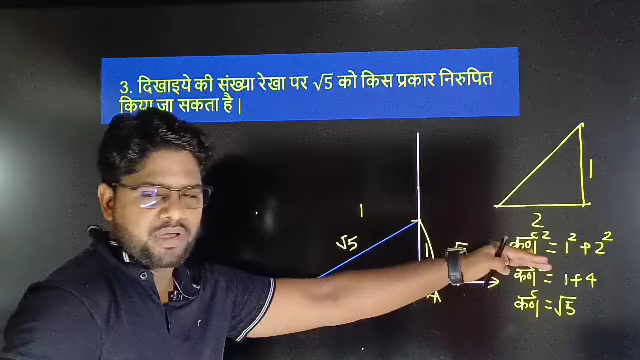 3. दिखाइये की संख्या रेखा पर √5 को किस प्रकार निरुपित
किया जा सकता है |
1
√5
1
2
कर्ण² = 1² + 2²
कर्ण² = 1 + 4
कर्ण = √5